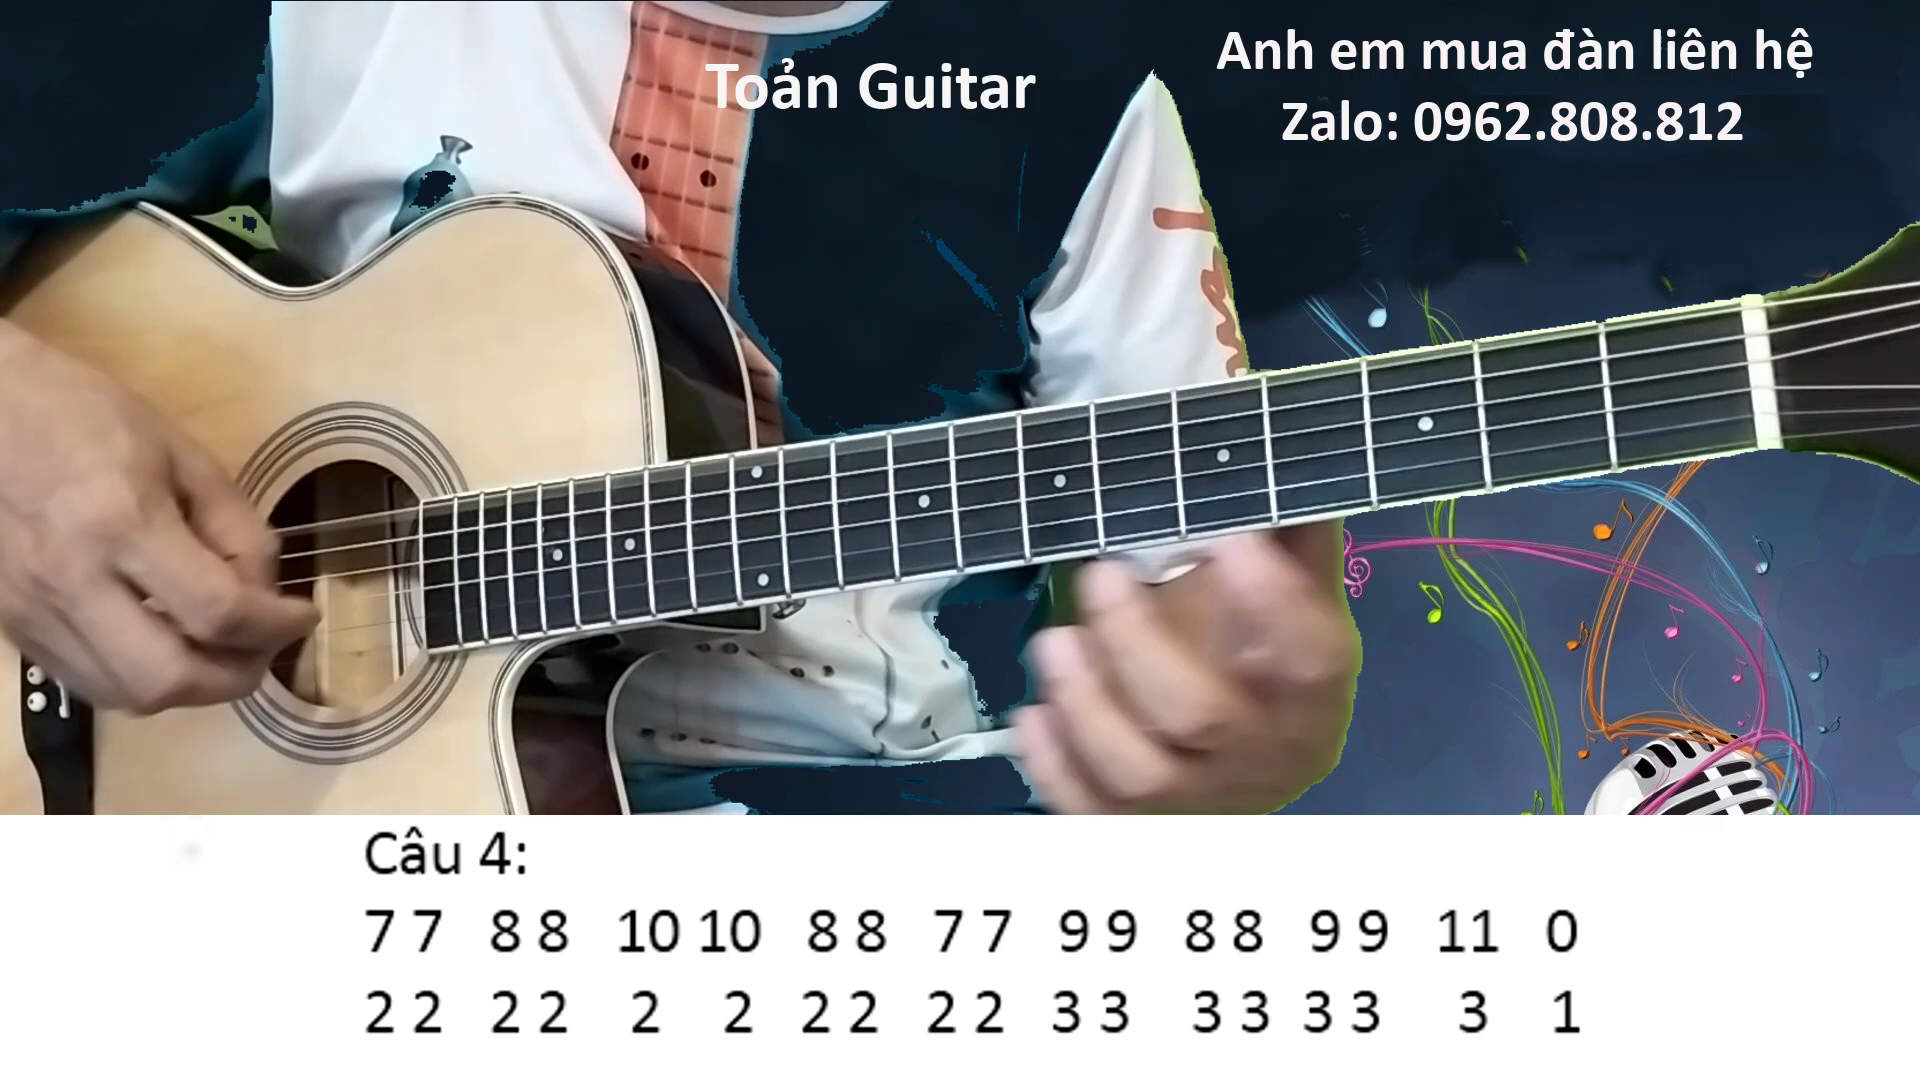 Toản Guitar
Anh em mua đàn liên hệ
Zalo: 0962.808.812
Câu 4:
7 7 8 8 10 10 8 8 7 7 9 9 8 8 9 9 11 0
2 2 2 2 2 2 2 2 2 2 3 3 3 3 3 3 3 1